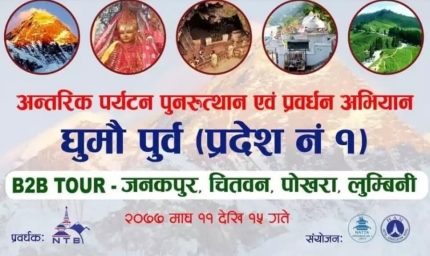 अन्तरिक पर्यटन पुनरुत्थान एवं प्रवर्धन अभियान
घुमौ पुर्व (प्रदेश नं १)
B2B TOUR - जनकपुर, चितवन, पोखरा, लुम्बिनी
२०७७ माघ ११ देखि १५ गते
प्रवर्धक: NTB संयोजन: NATTA